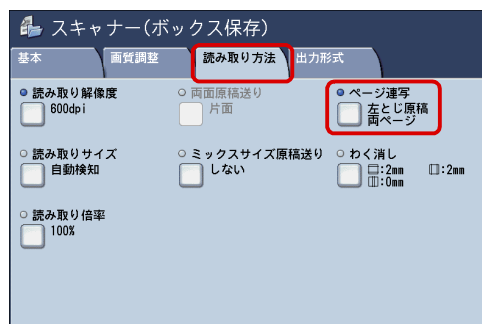 スキャナー(ボックス保存)
基本 画質調整 読み取り方法 出力形式
読み取り解像度
600dpi
両面原稿送り
片面
ページ連写
左とじ原稿
両ページ
読み取りサイズ
自動検知
ミックスサイズ原稿送り
しない
わく消し
:2mm :2mm
:0mm
読み取り倍率
100%